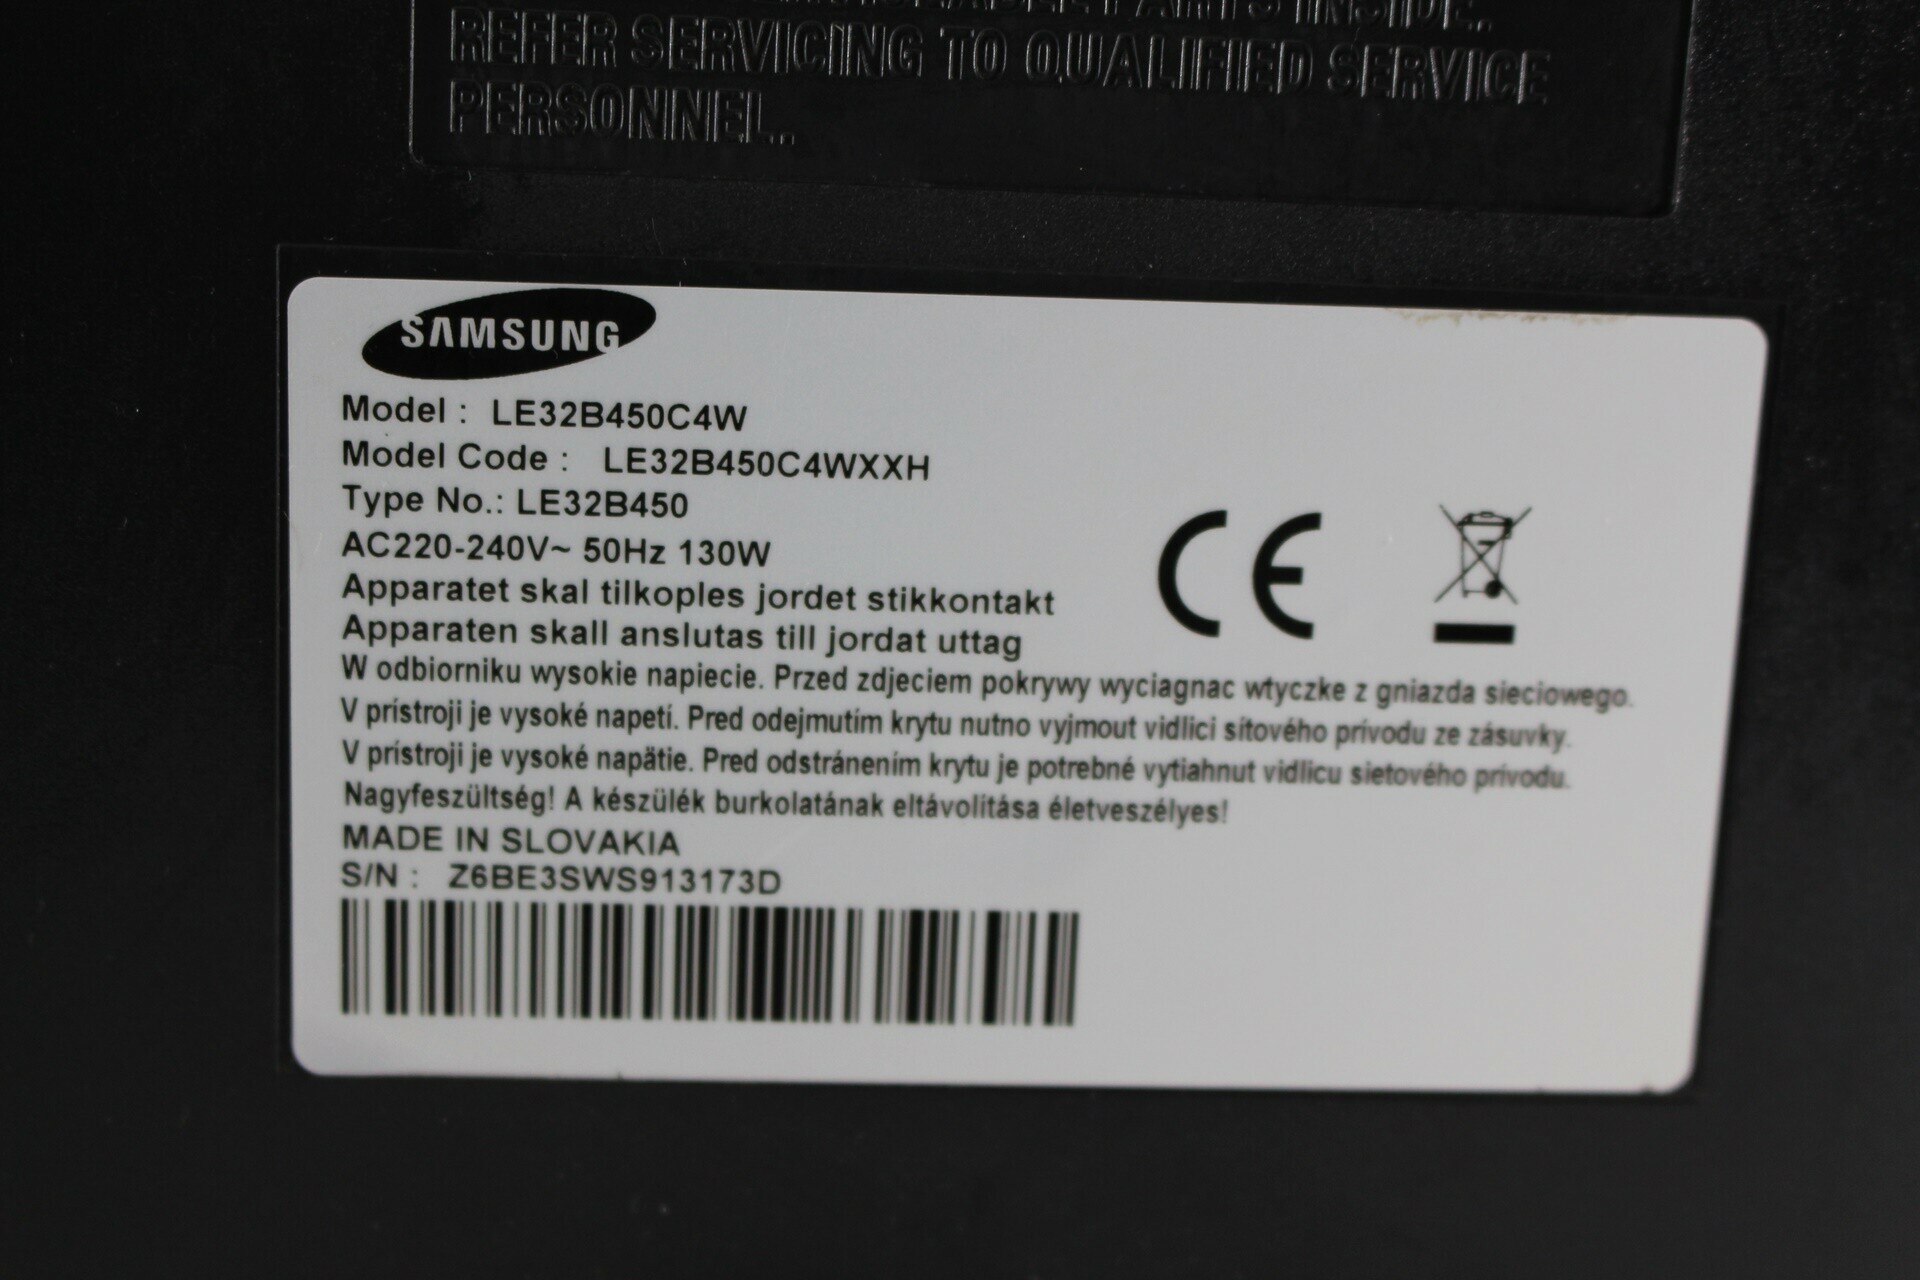 PARTS INSIDE.
REFER SERVICING TO QUALIFIED SERVICE
PERSONNEL..
SAMSUNG
Model : LE32B450C4W
Model Code : LE32B450C4WXXH
Type No.: LE32B450
AC220-240V~ 50Hz 130W
Apparatet skal tilkoples jordet stikkontakt
Apparaten skall anslutas till jordat uttag
W odbiorniku wysokie napiecie. Przed zdjeciem pokrywy wyciagnac wtyczke z gniazda sieciowego.
V prístroji je vysoké napetí. Pred odejmutím krytu nutno vyjmout vidlici sítového prívodu ze zásuvky.
V prístroji je vysoké napätie. Pred odstránením krytu je potrebné vytiahnut vidlicu sietového prívodu.
Nagyfeszültség! A készülék burkolatának eltávolítása életveszélyes!
MADE IN SLOVAKIA
S/N : Z6BE3SWS913173D
CE